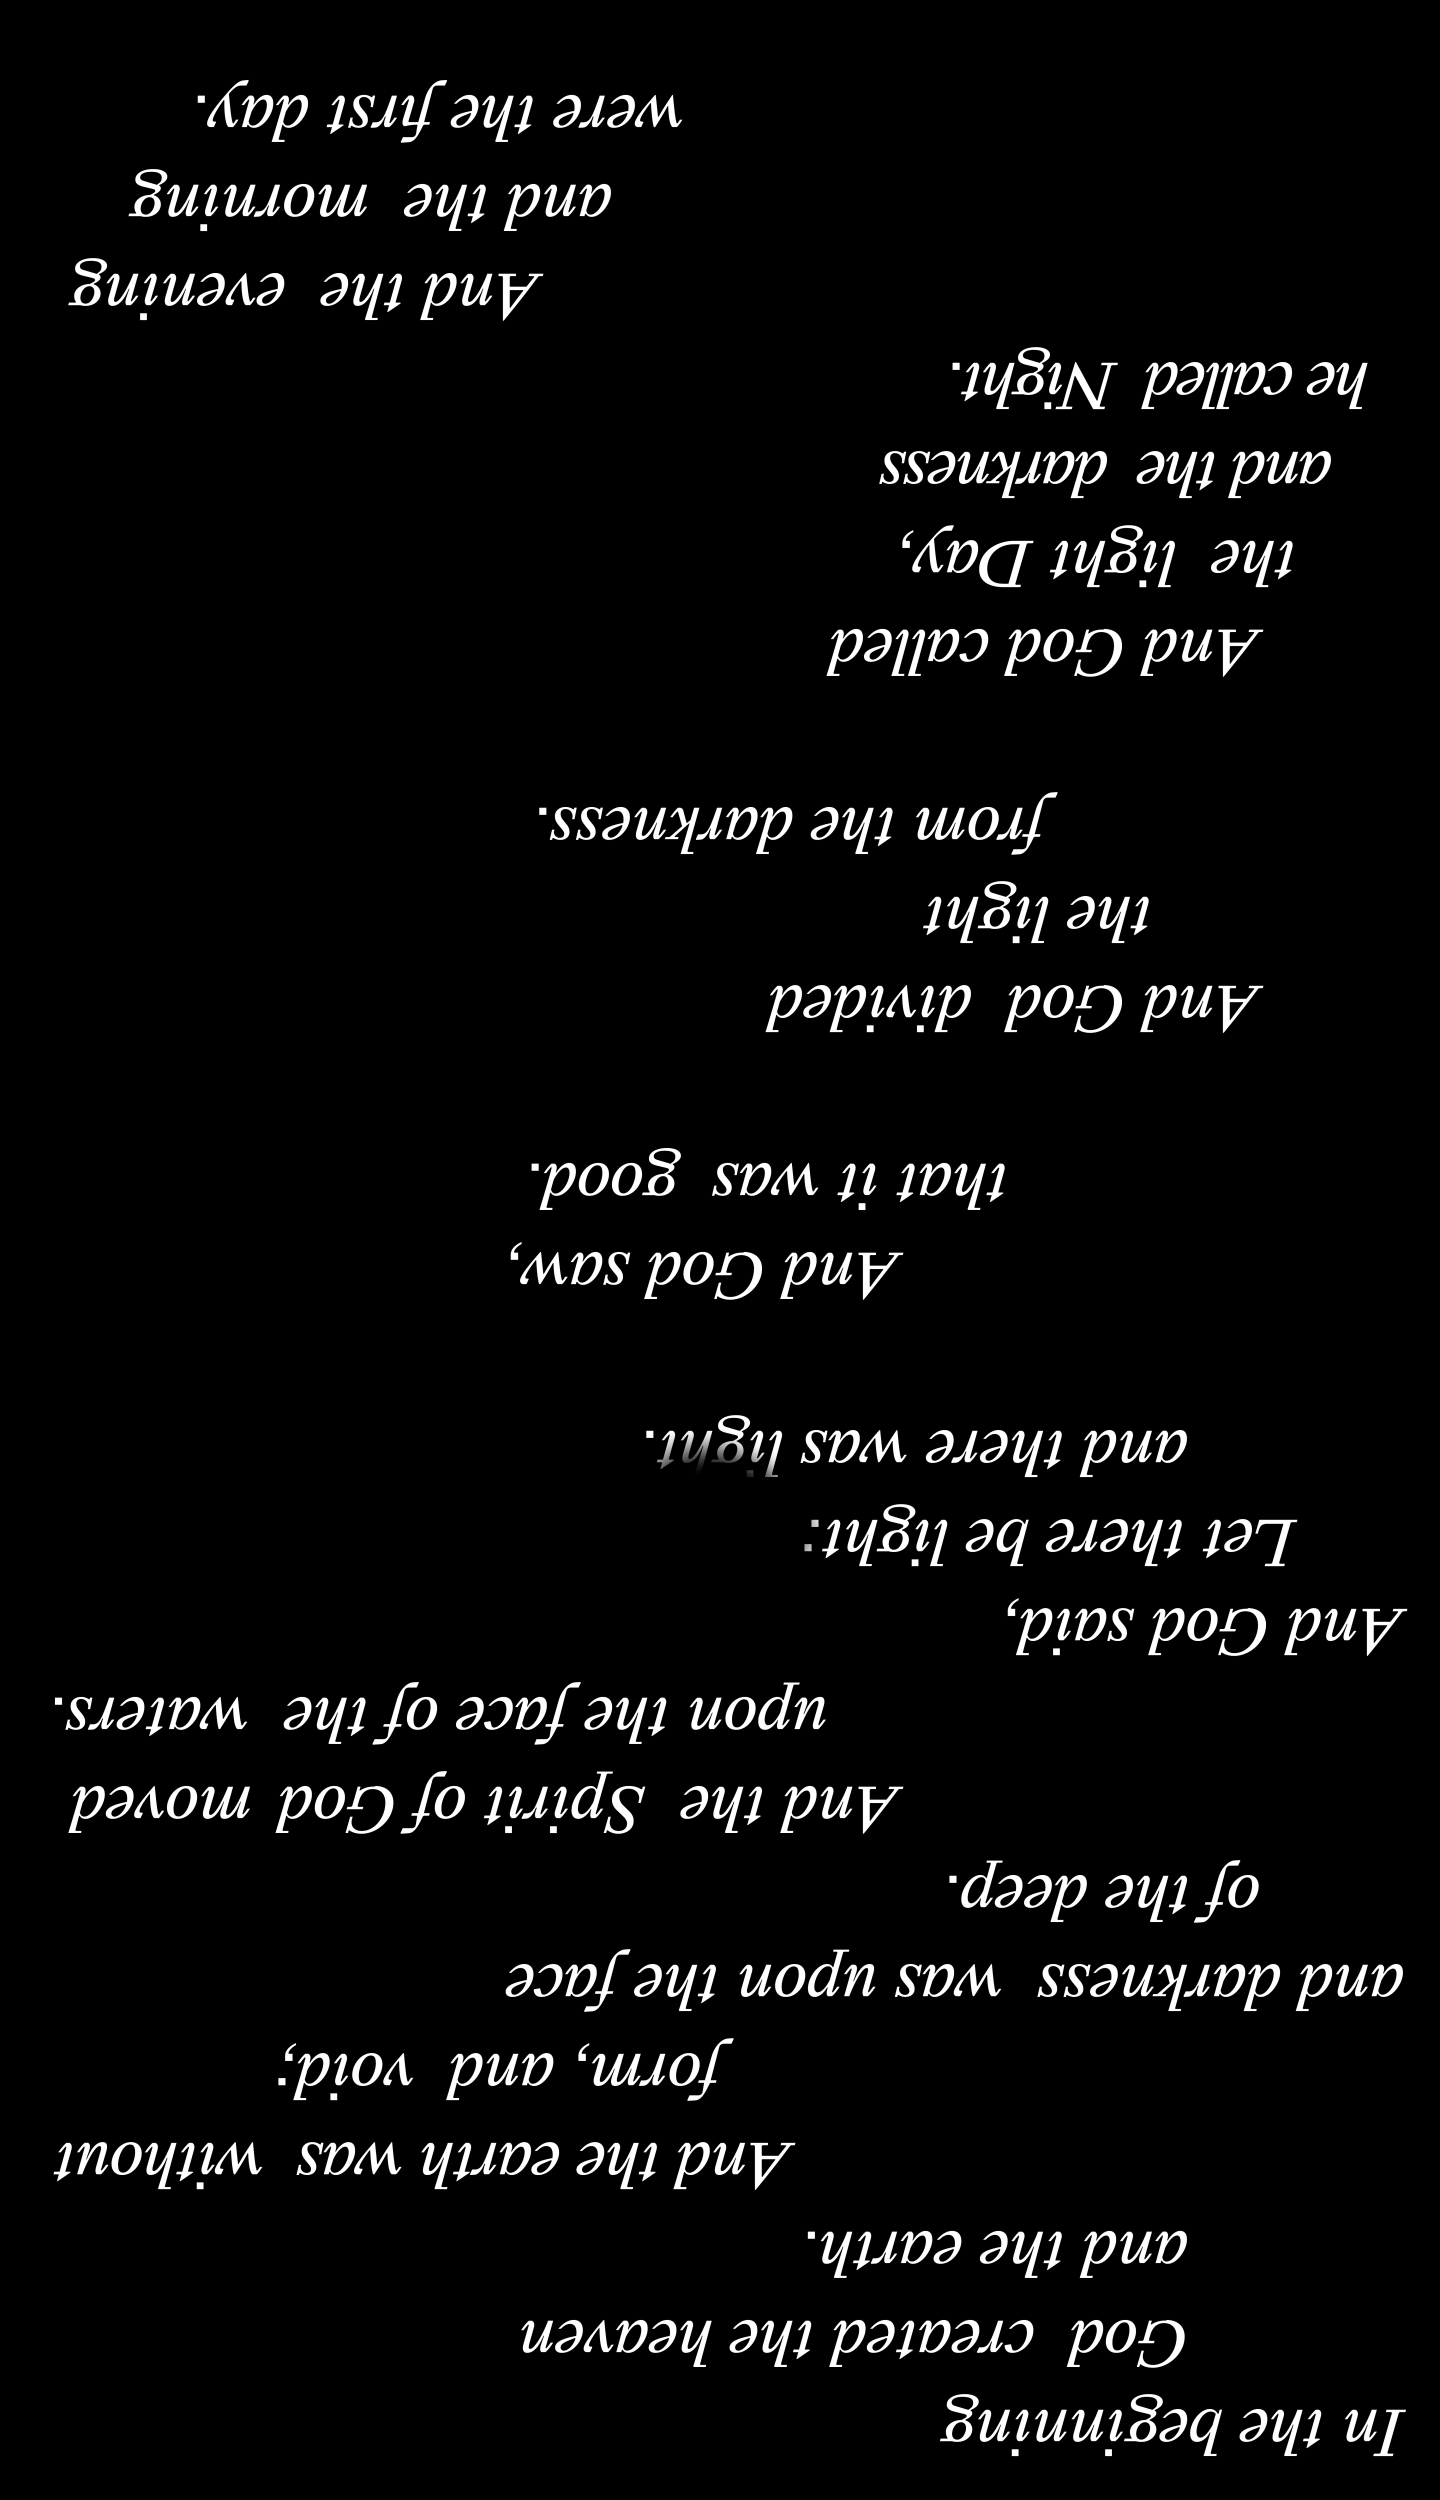 In the beginning
God created the heaven
and the earth.
And the earth was without
form, and void;
and darkness was upon the face
of the deep.
And the Spirit of God moved
upon the face of the waters.
And God said,
Let there be light:
and there was light.
And God saw,
that it was good.
And God divided
the light
from the darkness.
And God called
the light Day,
and the darkness
he called Night.
And the evening
and the morning
were the first day.